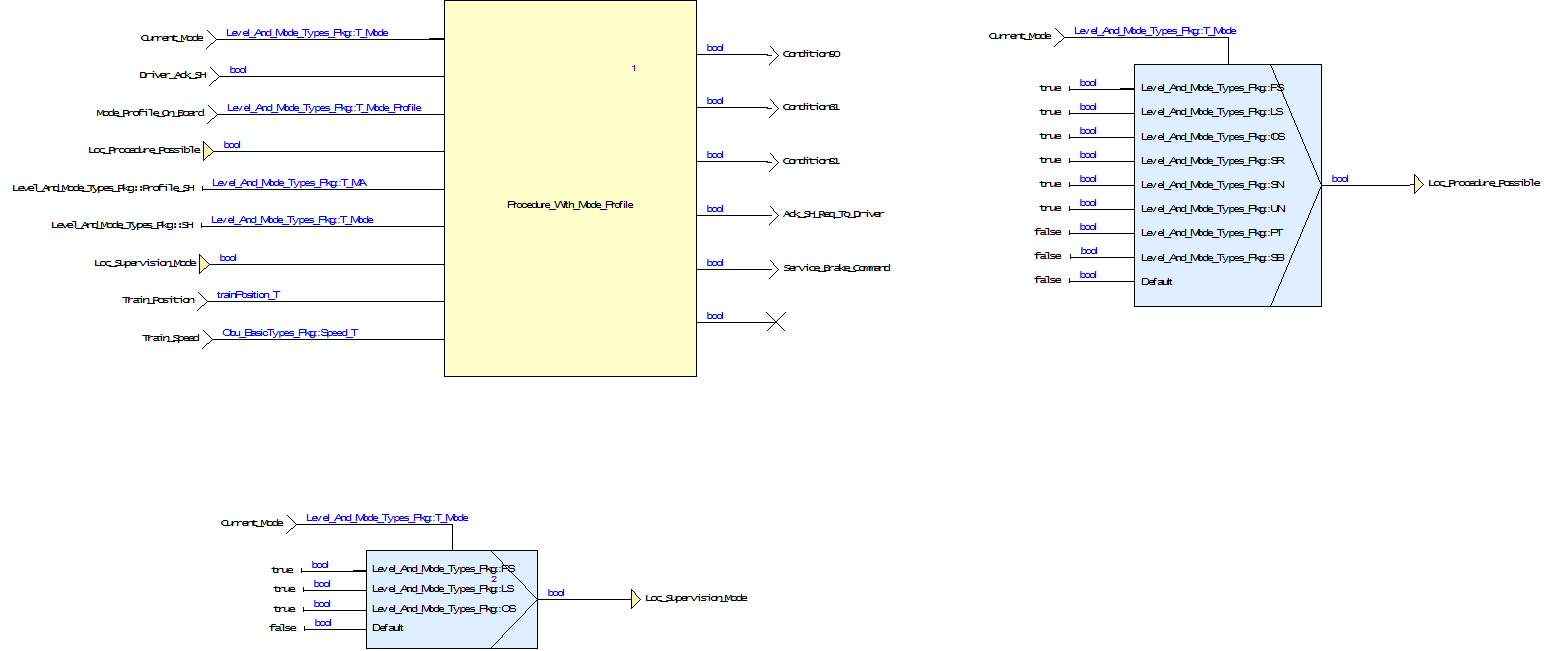 Current_Mode Level_And_Mode_Types_Pkg::T_Mode
Driver_Ack_SH bool
Mode_Profile_On_Board Level_And_Mode_Types_Pkg::T_Mode_Profile
Loc_Procedure_Possible bool
Level_And_Mode_Types_Pkg::Profile_SH Level_And_Mode_Types_Pkg::T_MA
Level_And_Mode_Types_Pkg::SH Level_And_Mode_Types_Pkg::T_Mode
Loc_Supervision_Mode bool
Train_Position trainPosition_T
Train_Speed Obu_BasicTypes_Pkg::Speed_T
1
Procedure_With_Mode_Profile
bool Condition50
bool Condition61
bool Condition51
bool Ack_SH_Req_To_Driver
bool Service_Brake_Command
bool
Current_Mode Level_And_Mode_Types_Pkg::T_Mode
true bool Level_And_Mode_Types_Pkg::FS
true bool Level_And_Mode_Types_Pkg::LS
true bool Level_And_Mode_Types_Pkg::OS
true bool Level_And_Mode_Types_Pkg::SR
true bool Level_And_Mode_Types_Pkg::SN
true bool Level_And_Mode_Types_Pkg::UN
false bool Level_And_Mode_Types_Pkg::PT
false bool Level_And_Mode_Types_Pkg::SB
false bool Default
bool Loc_Procedure_Possible
Current_Mode Level_And_Mode_Types_Pkg::T_Mode
true bool Level_And_Mode_Types_Pkg::FS
2
true bool Level_And_Mode_Types_Pkg::LS
true bool Level_And_Mode_Types_Pkg::OS
false bool Default
bool Loc_Supervision_Mode